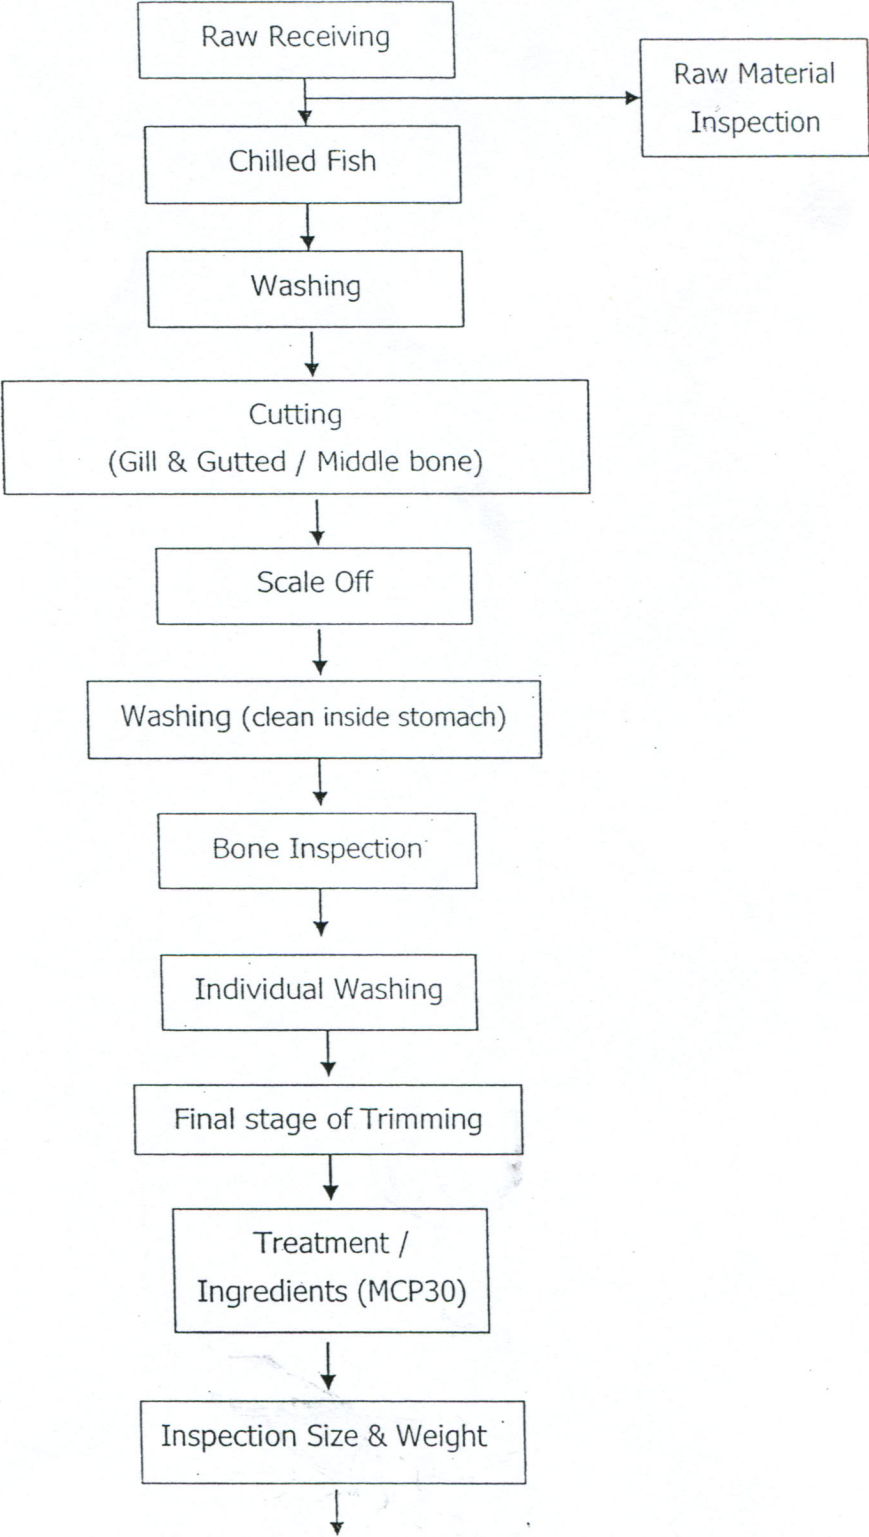 Raw Receiving
Raw Material
Inspection
Chilled Fish
Washing
Cutting
(Gill & Gutted / Middle bone)
Scale Off
Washing (clean inside stomach)
Bone Inspection
Individual Washing
Final stage of Trimming
Treatment /
Ingredients (MCP30)
Inspection Size & Weight